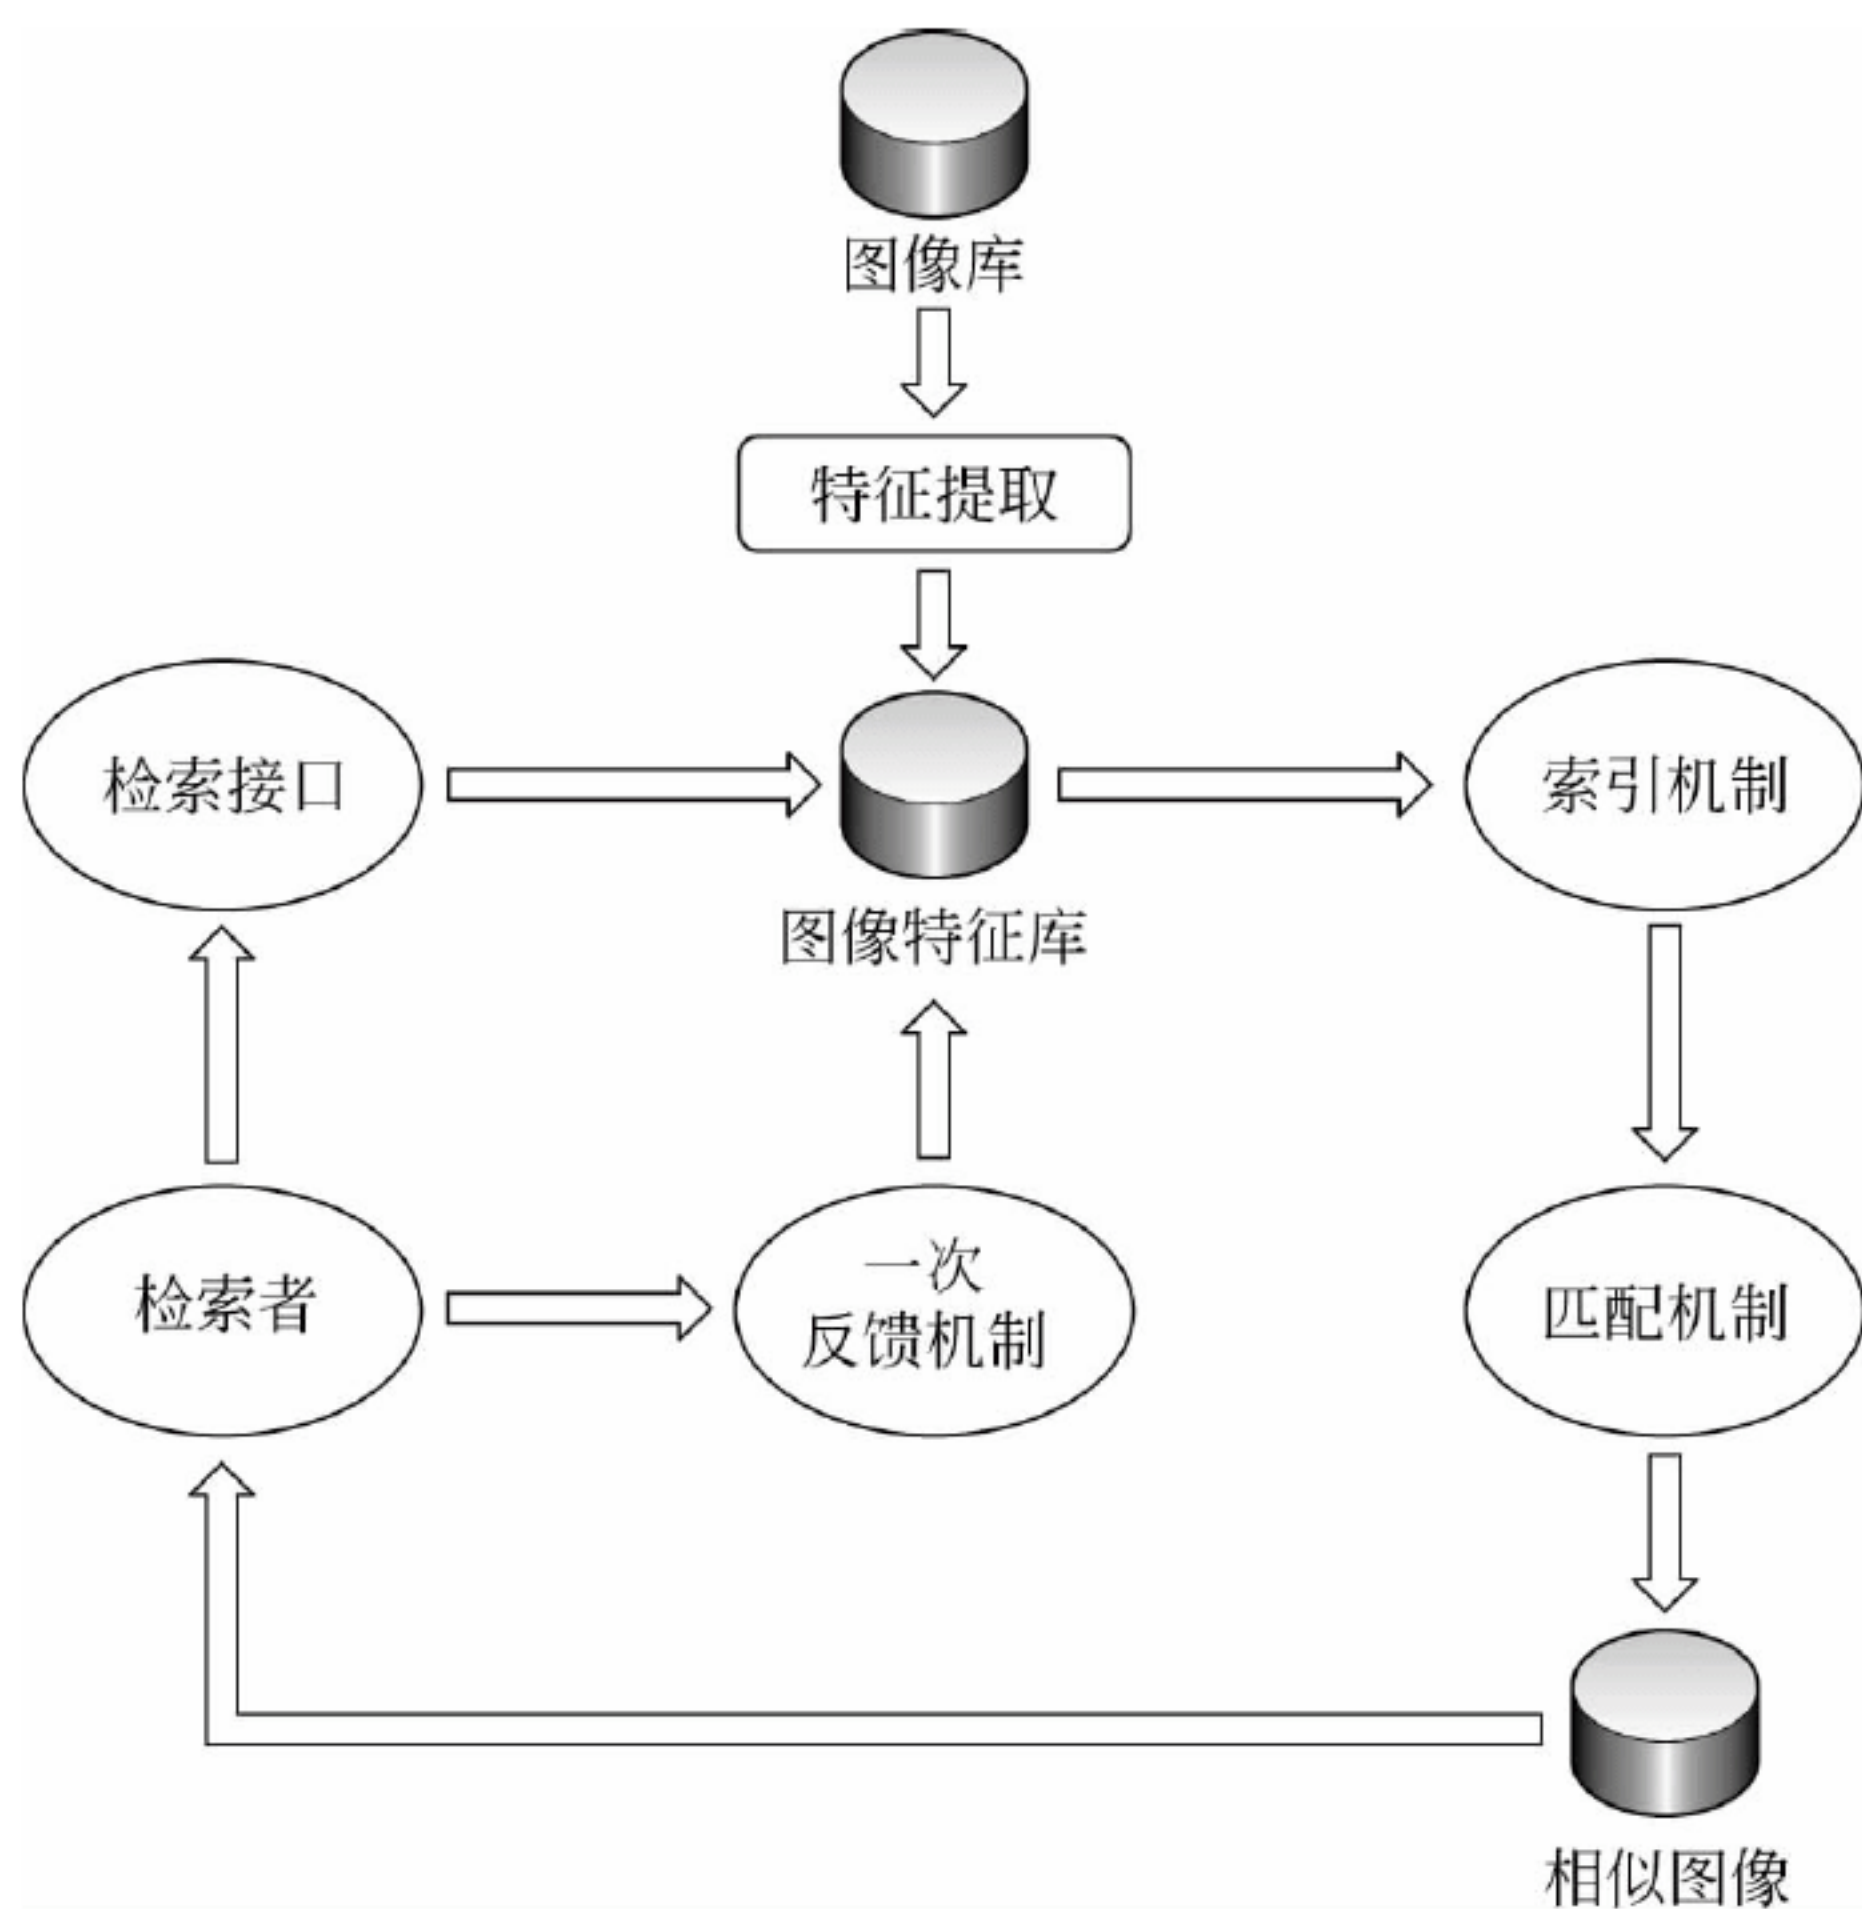 图像库
特征提取
检索接口
图像特征库
索引机制
检索者
一次
反馈机制
匹配机制
相似图像